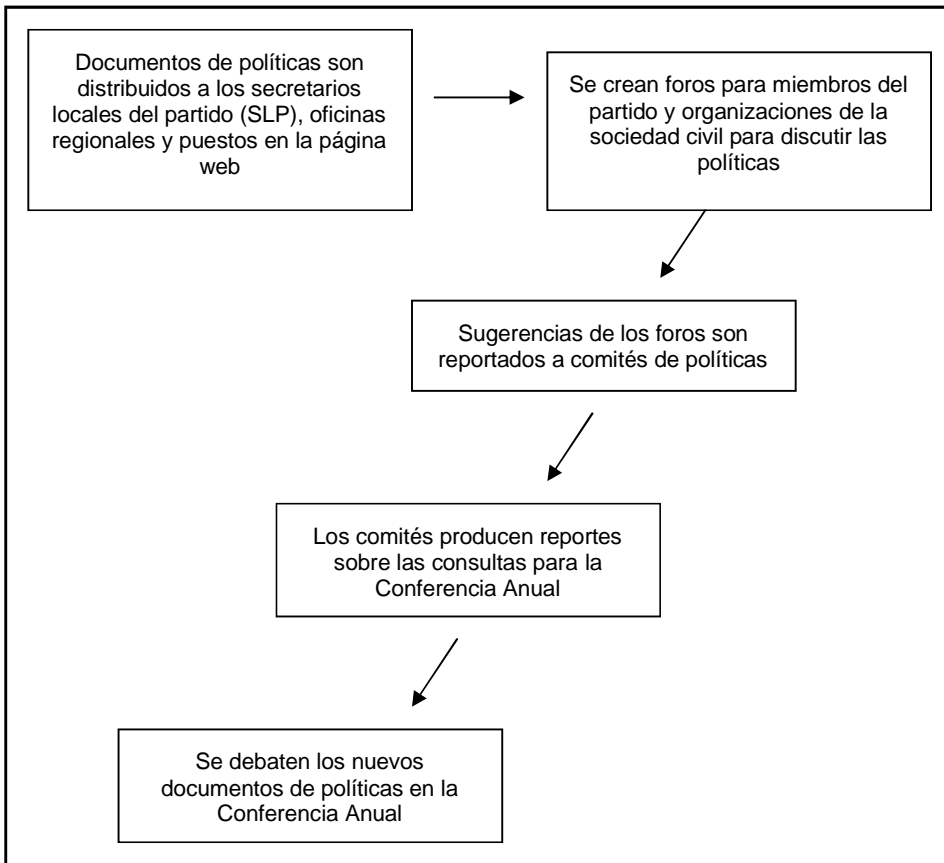 Documentos de políticas son
distribuidos a los secretarios
locales del partido (SLP), oficinas
regionales y puestos en la página
web
Se crean foros para miembros del
partido y organizaciones de la
sociedad civil para discutir las
políticas
Sugerencias de los foros son
reportados a comités de políticas
Los comités producen reportes
sobre las consultas para la
Conferencia Anual
Se debaten los nuevos
documentos de políticas en la
Conferencia Anual